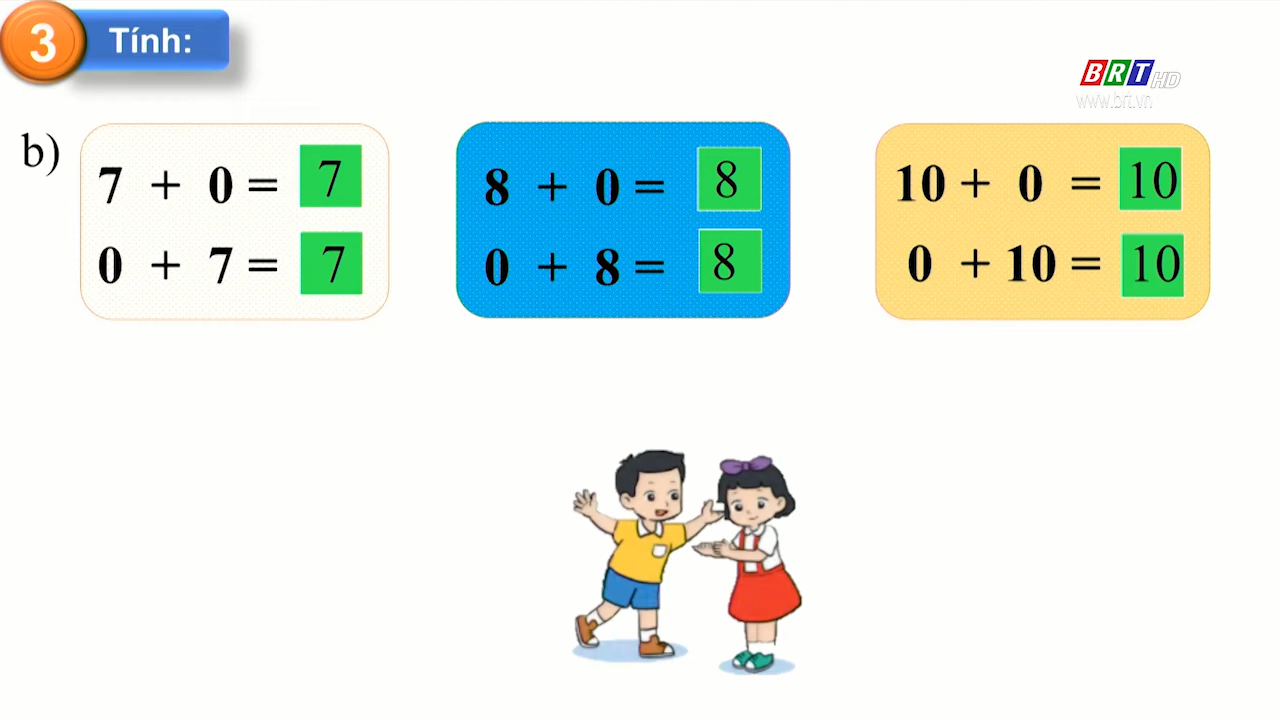 3 Tính:
BRT HD
www.brt.vn
b)
7 + 0 = 7
0 + 7 = 7
8 + 0 = 8
0 + 8 = 8
10 + 0 = 10
0 + 10 = 10